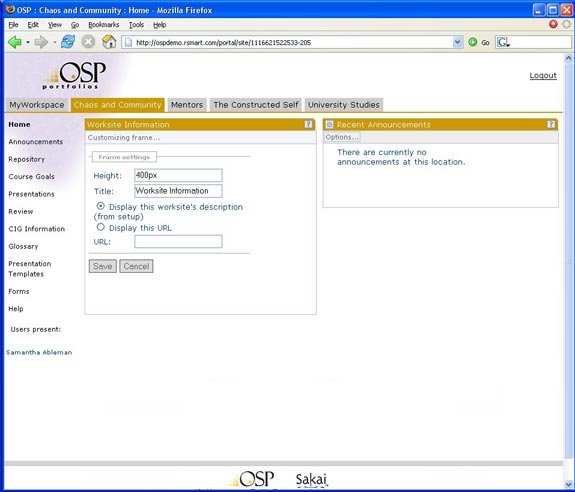 OSP : Chaos and Community : Home - Mozilla Firefox
File Edit View Go Bookmarks Tools Help
http://ospdemo.rsmart.com/portal/site/1116621522533-205
Go
G
OSP
portfolios
Logout
MyWorkspace Chaos and Community Mentors The Constructed Self University Studies
Home
Announcements
Repository
Course Goals
Presentations
Review
CIG Information
Glossary
Presentation
Templates
Forms
Help
Users present:
Samantha Ableman
Worksite Information ?
Customizing frame...
Frame settings
Height: 400px
Title: Worksite Information
Display this worksite's description
(from setup)
Display this URL
URL:
Save Cancel
Recent Announcements ?
Options...
There are currently no
announcements at this location.
OSP Sakai